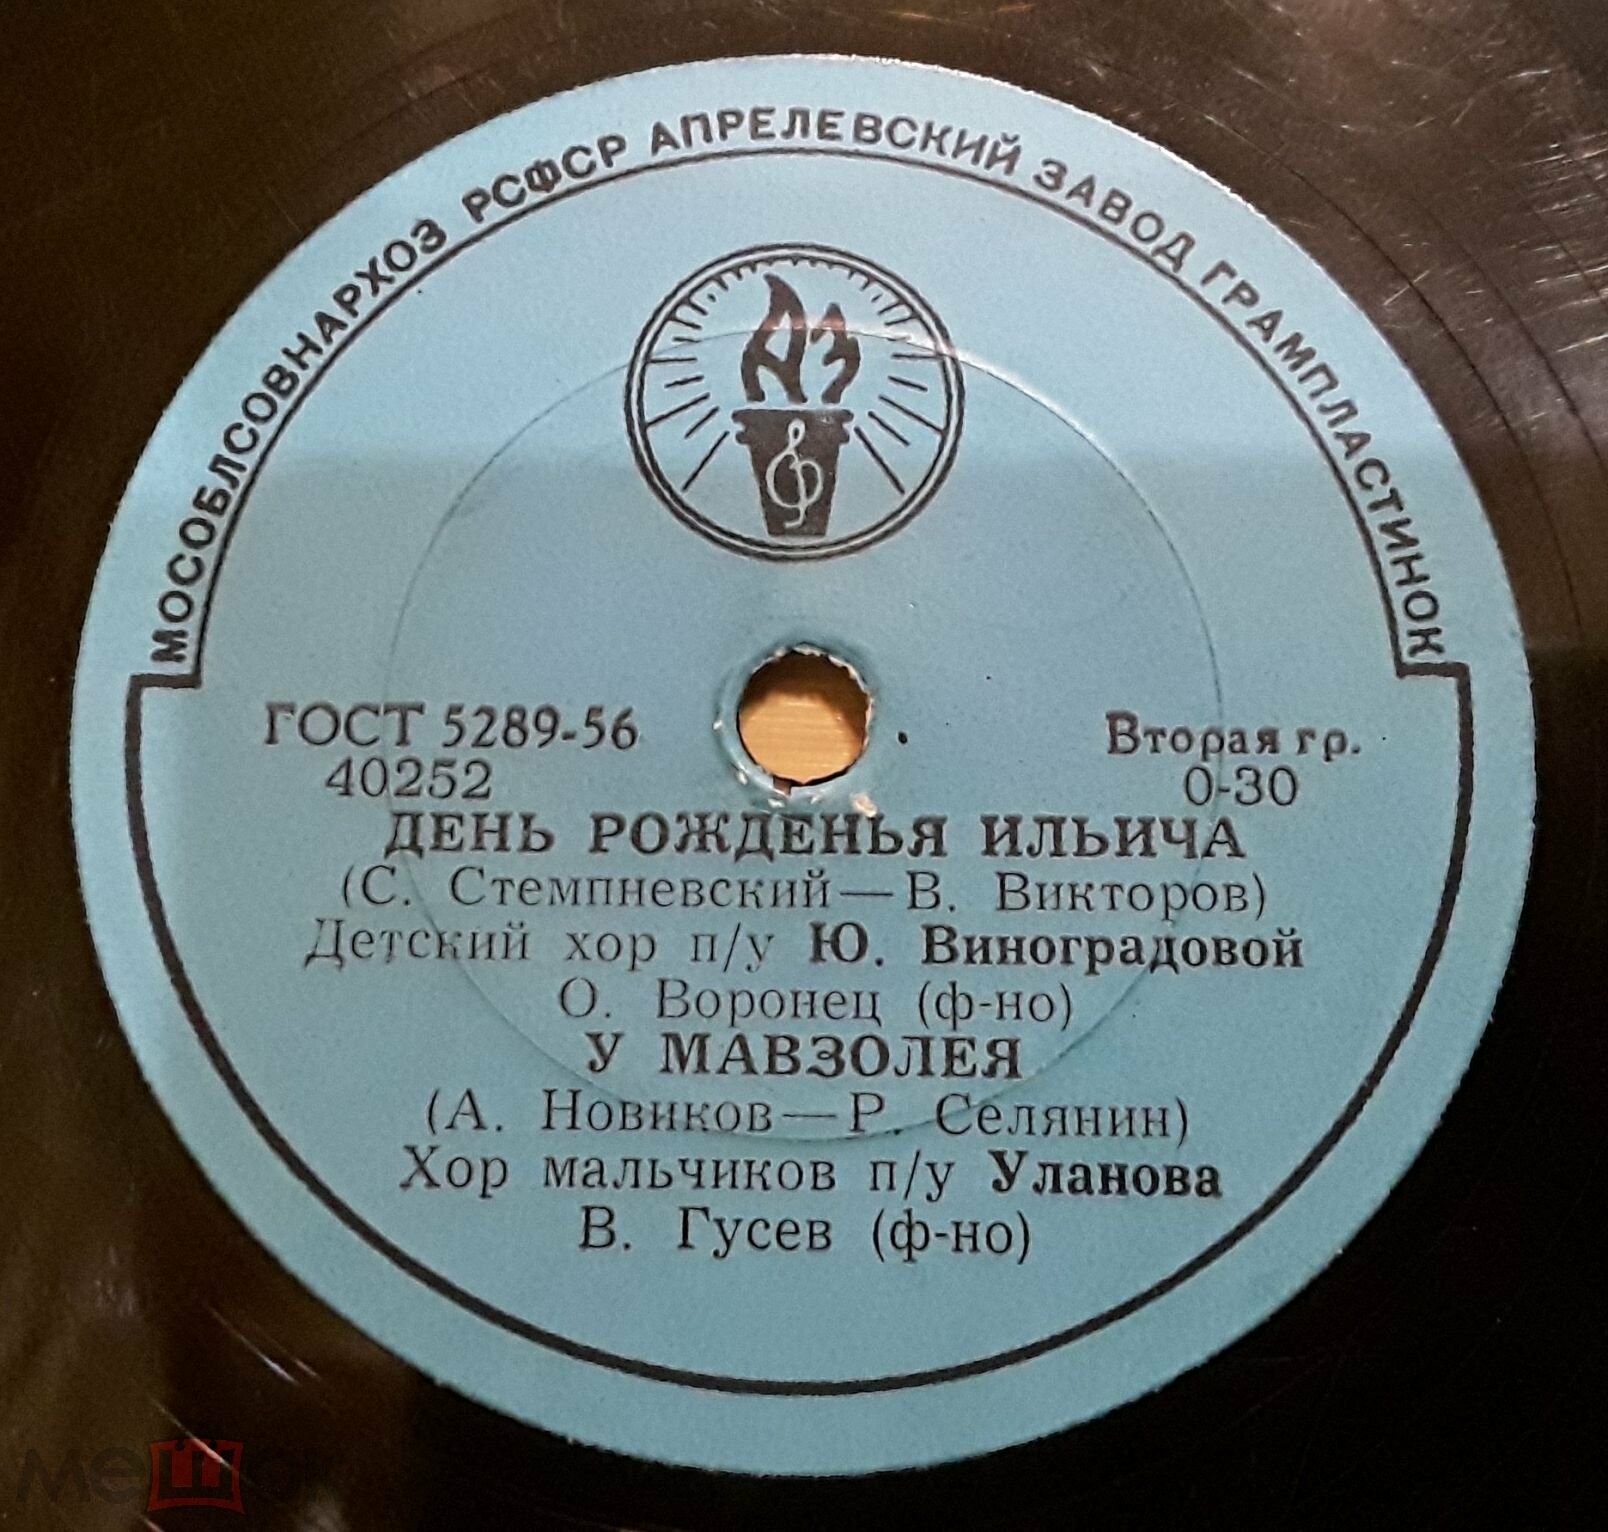 МОСОБЛСОВНАРХОЗ РСФСР АПРЕЛЕВСКИЙ ЗАВОД ГРАМПЛАСТИНОК
АЗ
ГОСТ 5289-56
40252
Вторая гр.
0-30
ДЕНЬ РОЖДЕНЬЯ ИЛЬИЧА
(С. Стемпневский—В. Викторов)
Детский хор п/у Ю. Виноградовой
О. Воронец (ф-но)
У МАВЗОЛЕЯ
(А. Новиков—Р. Селянин)
Хор мальчиков п/у Уланова
В. Гусев (ф-но)
мешок